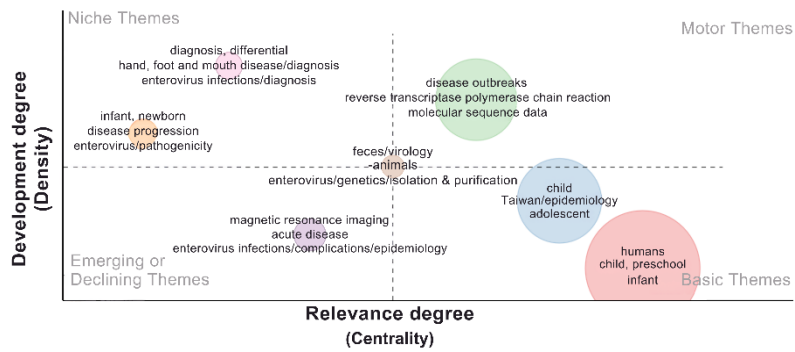 Niche Themes
Motor Themes
diagnosis, differential
hand, foot and mouth disease/diagnosis
enterovirus infections/diagnosis
disease outbreaks
reverse transcriptase polymerase chain reaction
molecular sequence data
infant, newborn
disease progression
enterovirus/pathogenicity
feces/virology
-animals
enterovirus/genetics/isolation & purification
child
Taiwan/epidemiology
adolescent
magnetic resonance imaging
acute disease
enterovirus infections/complications/epidemiology
humans
child, preschool
infant
Emerging or
Declining Themes
Basic Themes
Development degree
(Density)
Relevance degree
(Centrality)